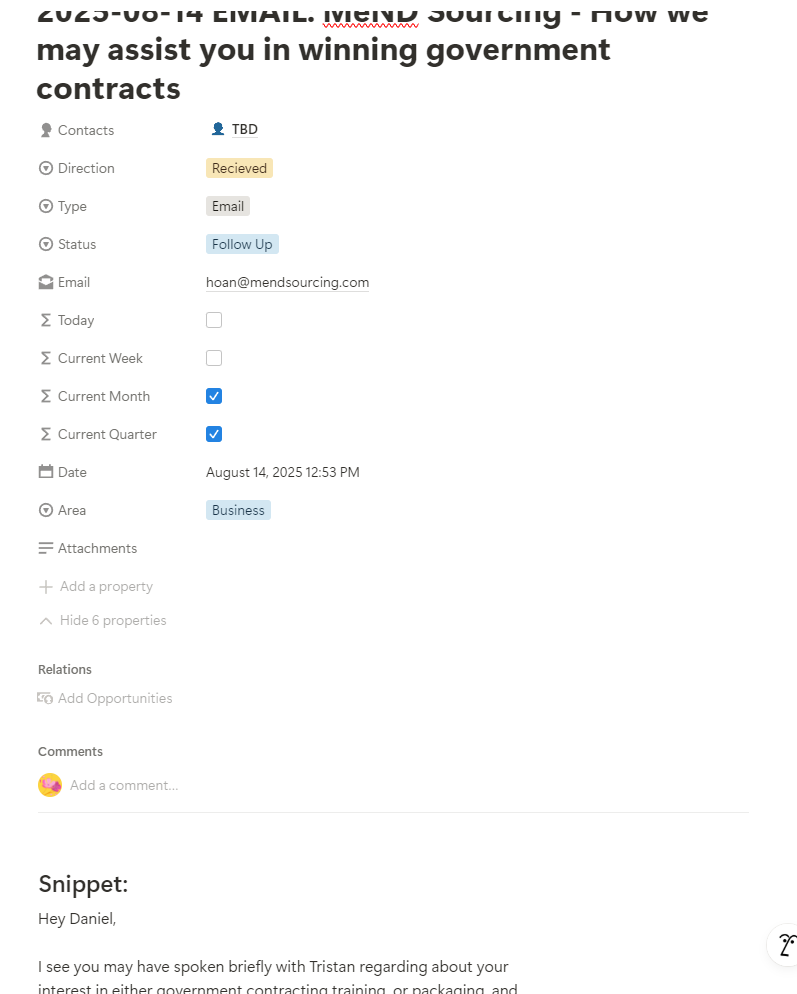 2025-08-14 EMAIL: MeND Sourcing - How we
may assist you in winning government
contracts
Contacts TBD
Direction Recieved
Type Email
Status Follow Up
Email hoan@mendsourcing.com
Today
Current Week
Current Month
Current Quarter
Date August 14, 2025 12:53 PM
Area Business
Attachments
Add a property
Hide 6 properties
Relations
Add Opportunities
Comments
Add a comment...
Snippet:
Hey Daniel,
I see you may have spoken briefly with Tristan regarding about your
interest in either government contracting training, or packaging, and